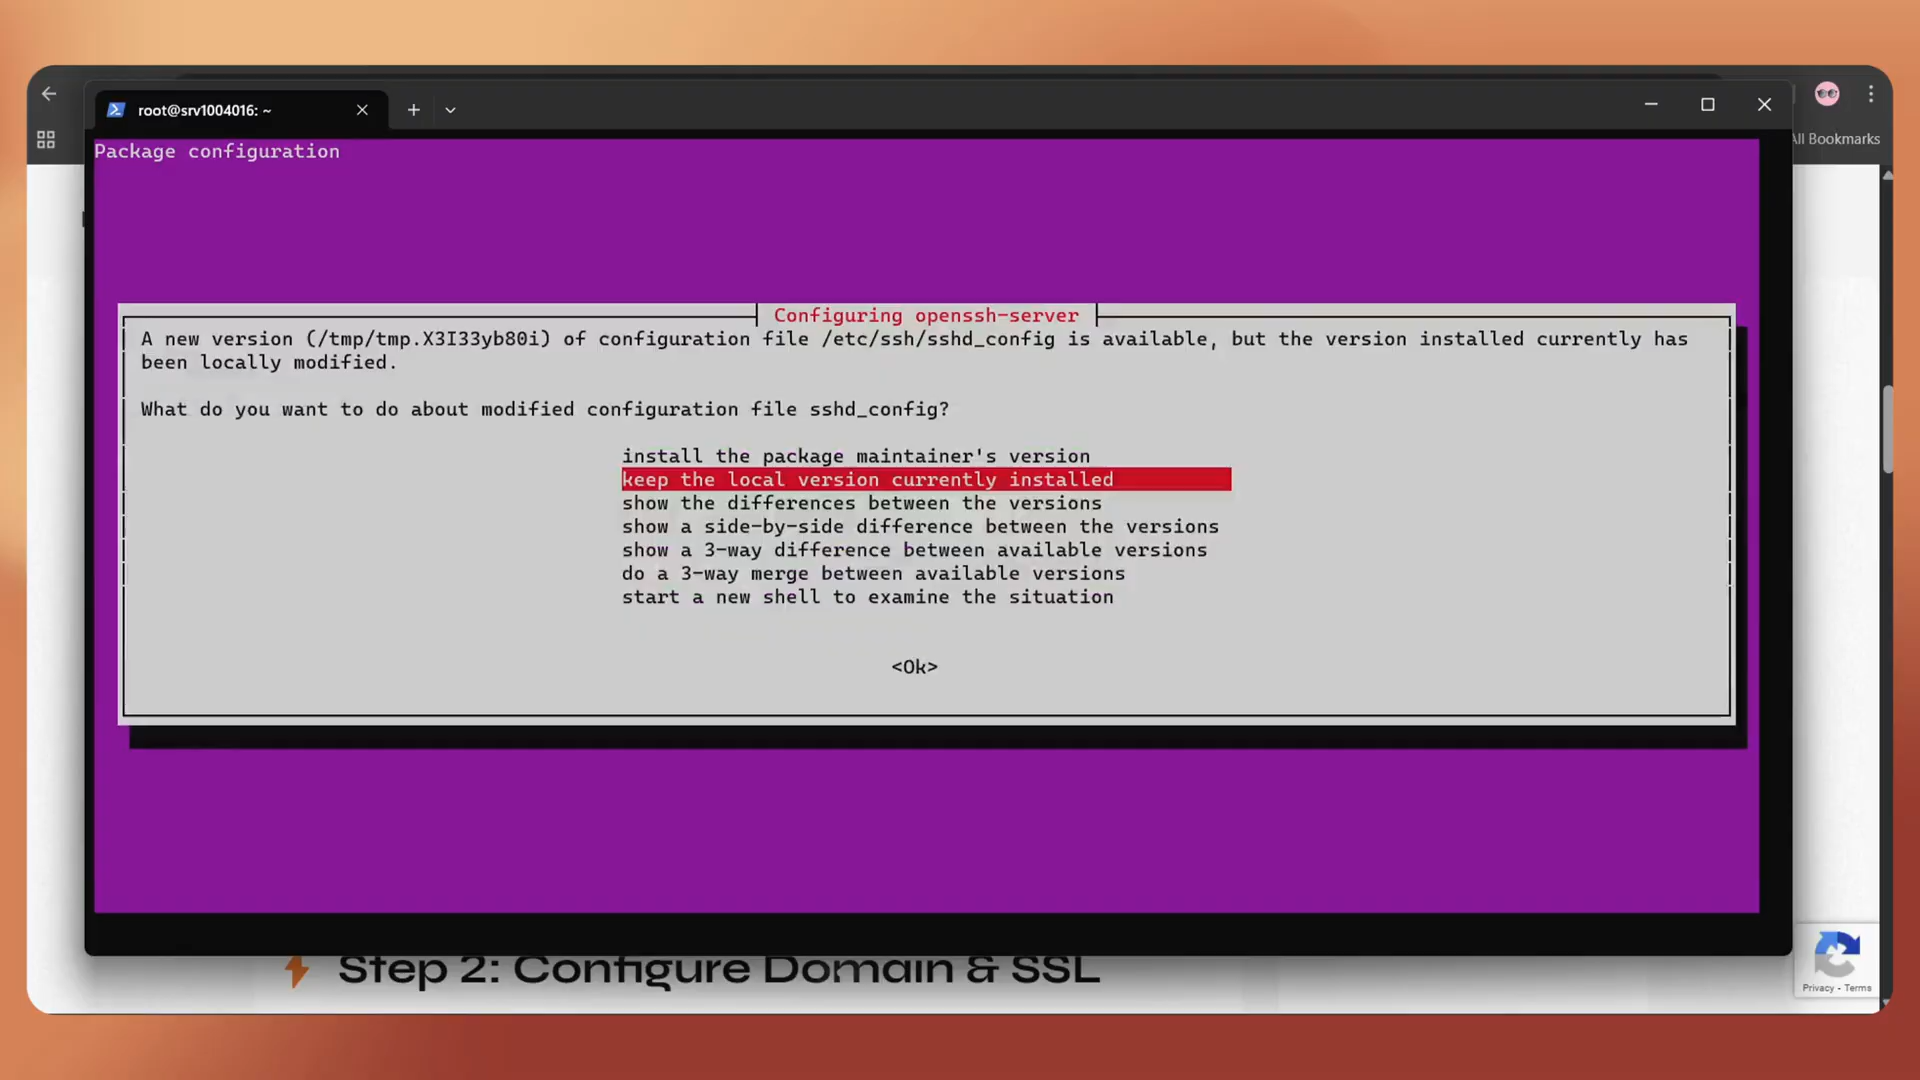 root@srv1004016: ~
All Bookmarks
Package configuration
Configuring openssh-server
A new version (/tmp/tmp.X3I33yb80i) of configuration file /etc/ssh/sshd_config is available, but the version installed currently has
been locally modified.
What do you want to do about modified configuration file sshd_config?
install the package maintainer's version
keep the local version currently installed
show the differences between the versions
show a side-by-side difference between the versions
show a 3-way difference between available versions
do a 3-way merge between available versions
start a new shell to examine the situation
<Ok>
Step 2: Configure Domain & SSL
Privacy - Terms